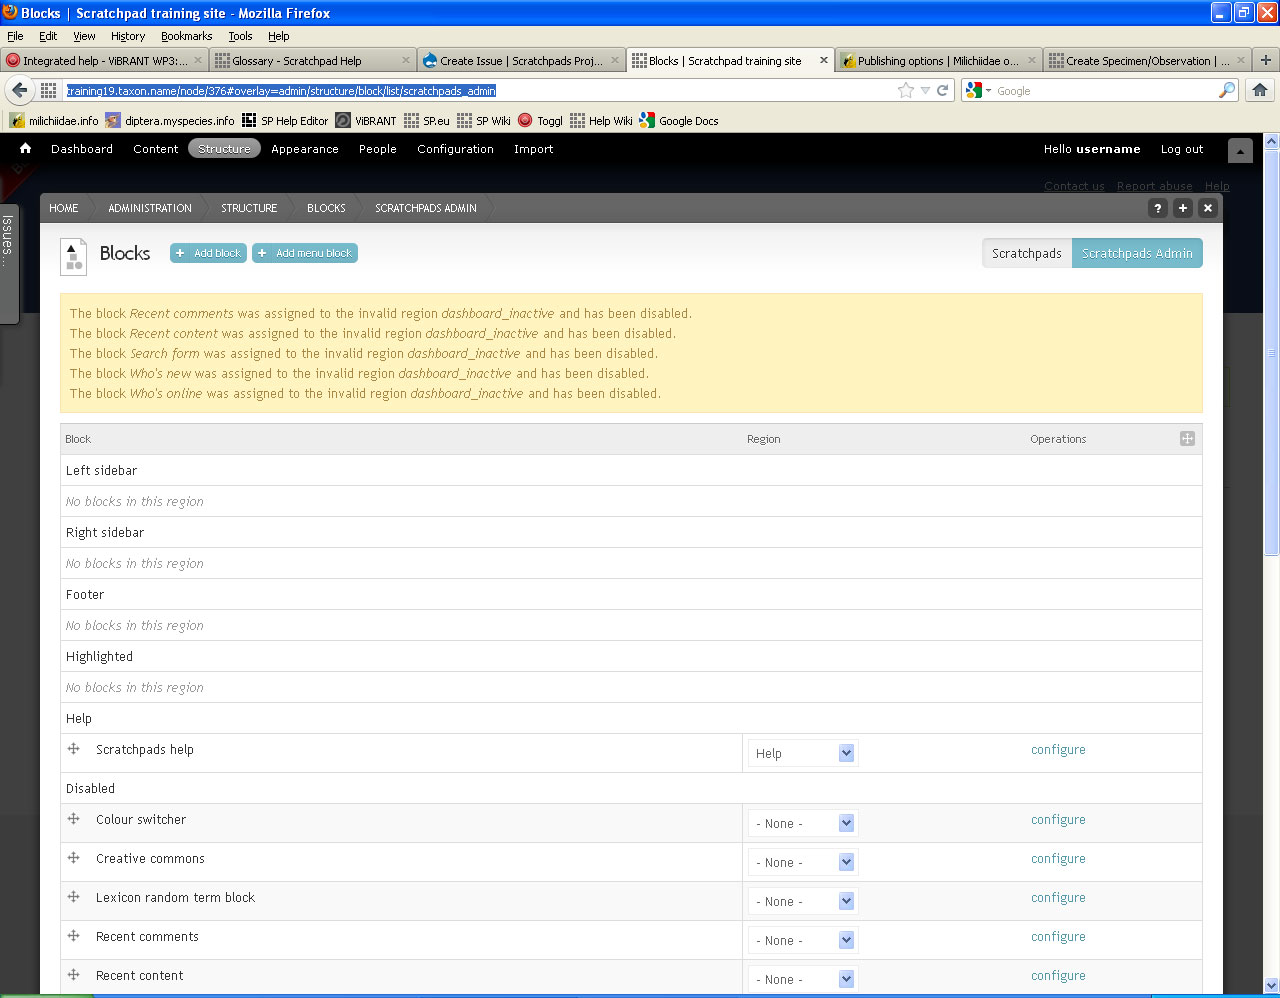 Blocks | Scratchpad training site - Mozilla Firefox
File Edit View History Bookmarks Tools Help
Integrated help - ViBRANT WP3:... Glossary - Scratchpad Help Create Issue | Scratchpads Proj... Blocks | Scratchpad training site Publishing options | Milichiidae o... Create Specimen/Observation | ...
training19.taxon.name/node/376#overlay=admin/structure/block/list/scratchpads_admin Google
milichiidae.info diptera.myspecies.info SP Help Editor ViBRANT SP.eu SP Wiki Toggl Help Wiki Google Docs
Dashboard Content Structure Appearance People Configuration Import Hello username Log out
Contact us Report abuse Help
HOME ADMINISTRATION STRUCTURE BLOCKS SCRATCHPADS ADMIN ? +
Issues...
Blocks + Add block + Add menu block Scratchpads Scratchpads Admin
The block Recent comments was assigned to the invalid region dashboard_inactive and has been disabled.
The block Recent content was assigned to the invalid region dashboard_inactive and has been disabled.
The block Search form was assigned to the invalid region dashboard_inactive and has been disabled.
The block Who's new was assigned to the invalid region dashboard_inactive and has been disabled.
The block Who's online was assigned to the invalid region dashboard_inactive and has been disabled.
Block Region Operations
Left sidebar
No blocks in this region
Right sidebar
No blocks in this region
Footer
No blocks in this region
Highlighted
No blocks in this region
Help
Scratchpads help Help configure
Disabled
Colour switcher - None - configure
Creative commons - None - configure
Lexicon random term block - None - configure
Recent comments - None - configure
Recent content - None - configure